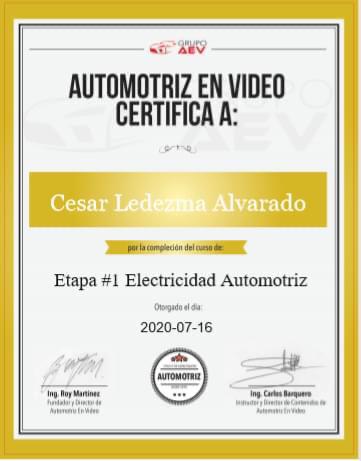 GRUPO
AEV
AUTOMOTRIZ EN VIDEO
CERTIFICA A:
Cesar Ledezma Alvarado
por la compleción del curso de:
Etapa #1 Electricidad Automotriz
Otorgado el día:
2020-07-16
AUTOMOTRIZ
Ing. Roy Martinez
Fundador y Director de
Automotriz En Video
Ing. Carlos Barquero
Instructor y Director de Contenidos de
Automotriz En Video